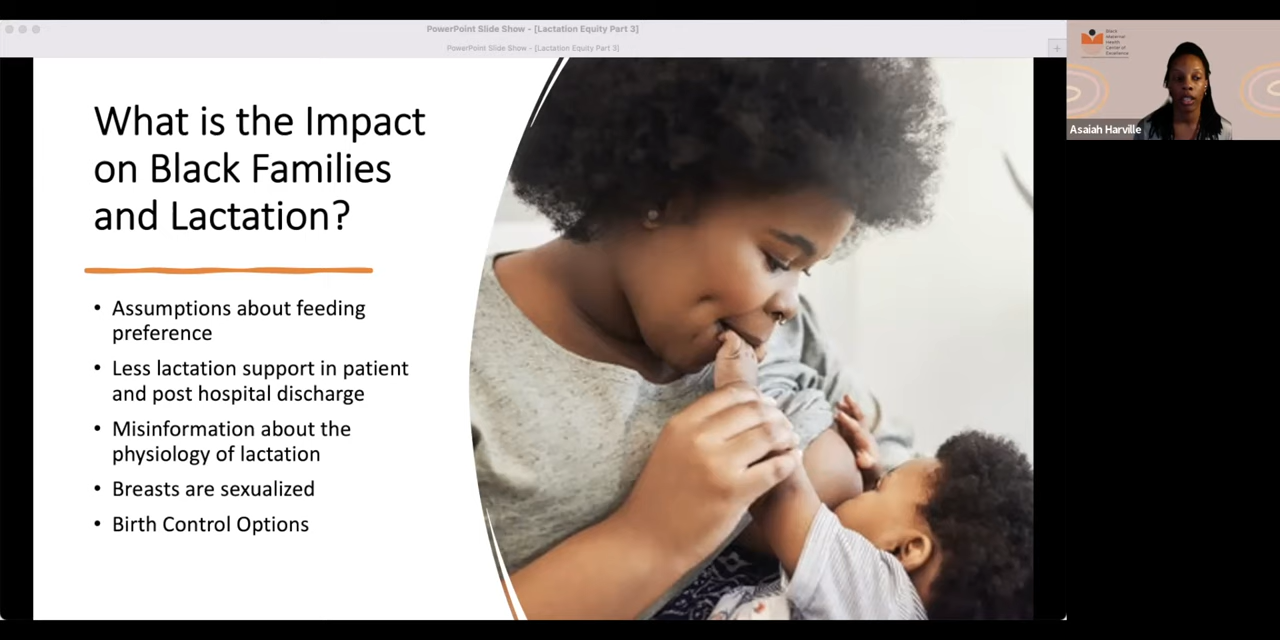 PowerPoint Slide Show - [Lactation Equity Part 3]
PowerPoint Slide Show - [Lactation Equity Part 3]
Black
Maternal
Health
Center of
Excellence
Asaiah Harville
What is the Impact
on Black Families
and Lactation?
• Assumptions about feeding
preference
• Less lactation support in patient
and post hospital discharge
• Misinformation about the
physiology of lactation
• Breasts are sexualized
• Birth Control Options